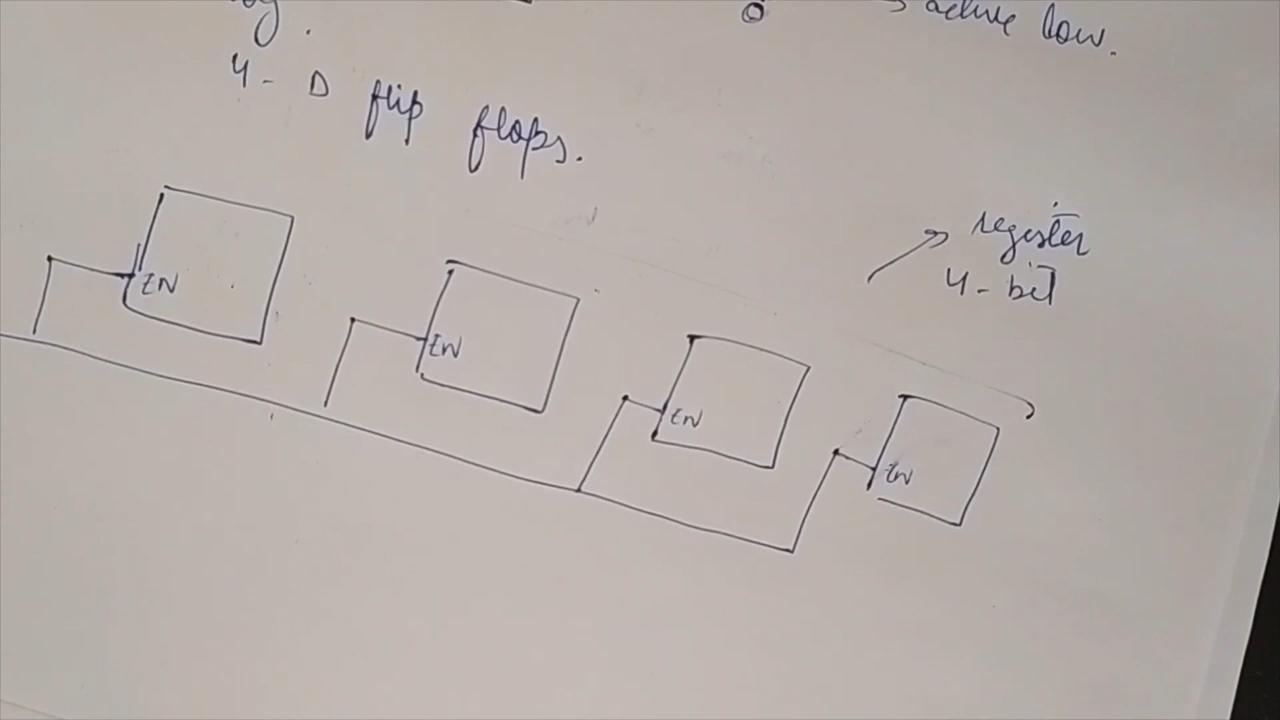 active low.
4- D flip flops.
register
4-bit
EN
EN
EN
EN